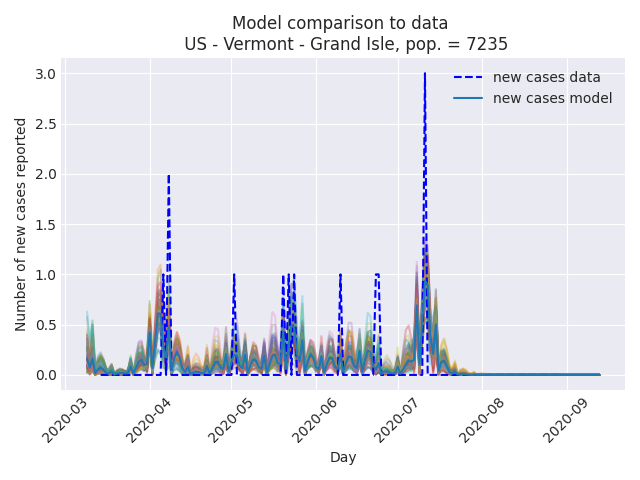 Model comparison to data
US - Vermont - Grand Isle, pop. = 7235
new cases data
new cases model
Number of new cases reported
3.0
2.5
2.0
1.5
1.0
0.5
0.0
2020-03
2020-04
2020-05
2020-06
2020-07
2020-08
2020-09
Day